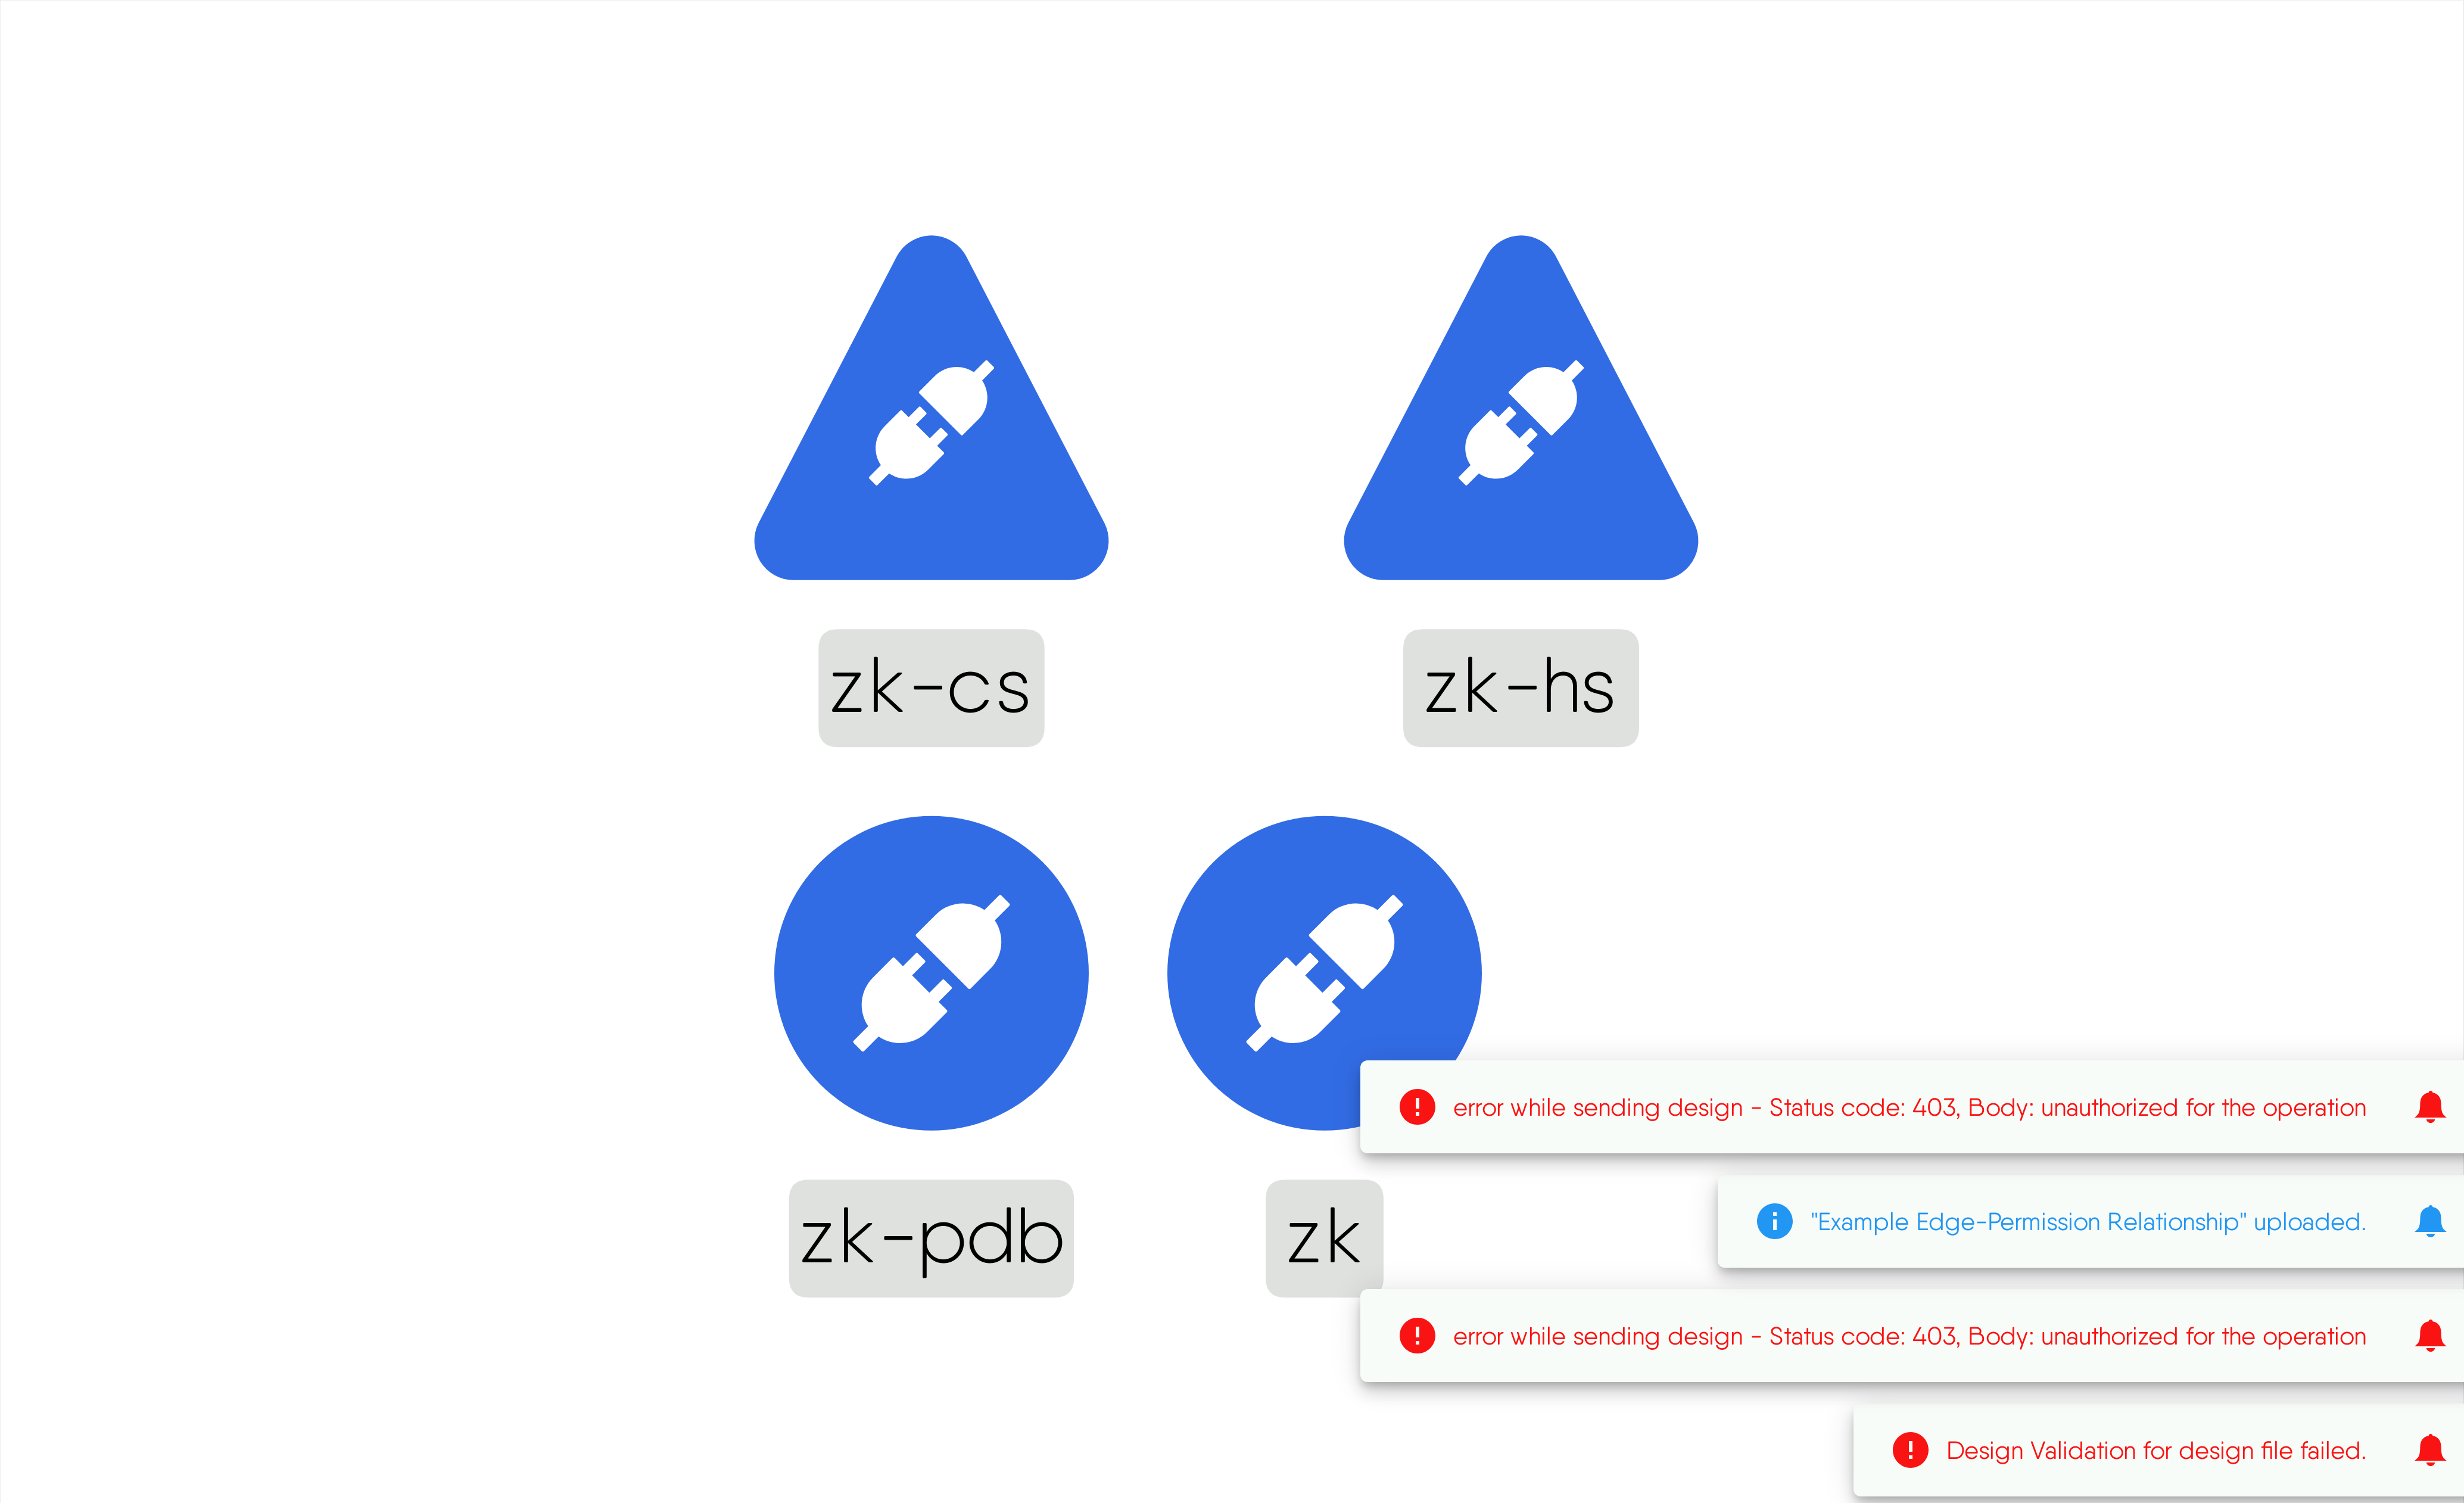 zk-cs
zk-hs
zk-pdb
zk
error while sending design - Status code: 403, Body: unauthorized for the operation
"Example Edge-Permission Relationship" uploaded.
error while sending design - Status code: 403, Body: unauthorized for the operation
Design Validation for design file failed.